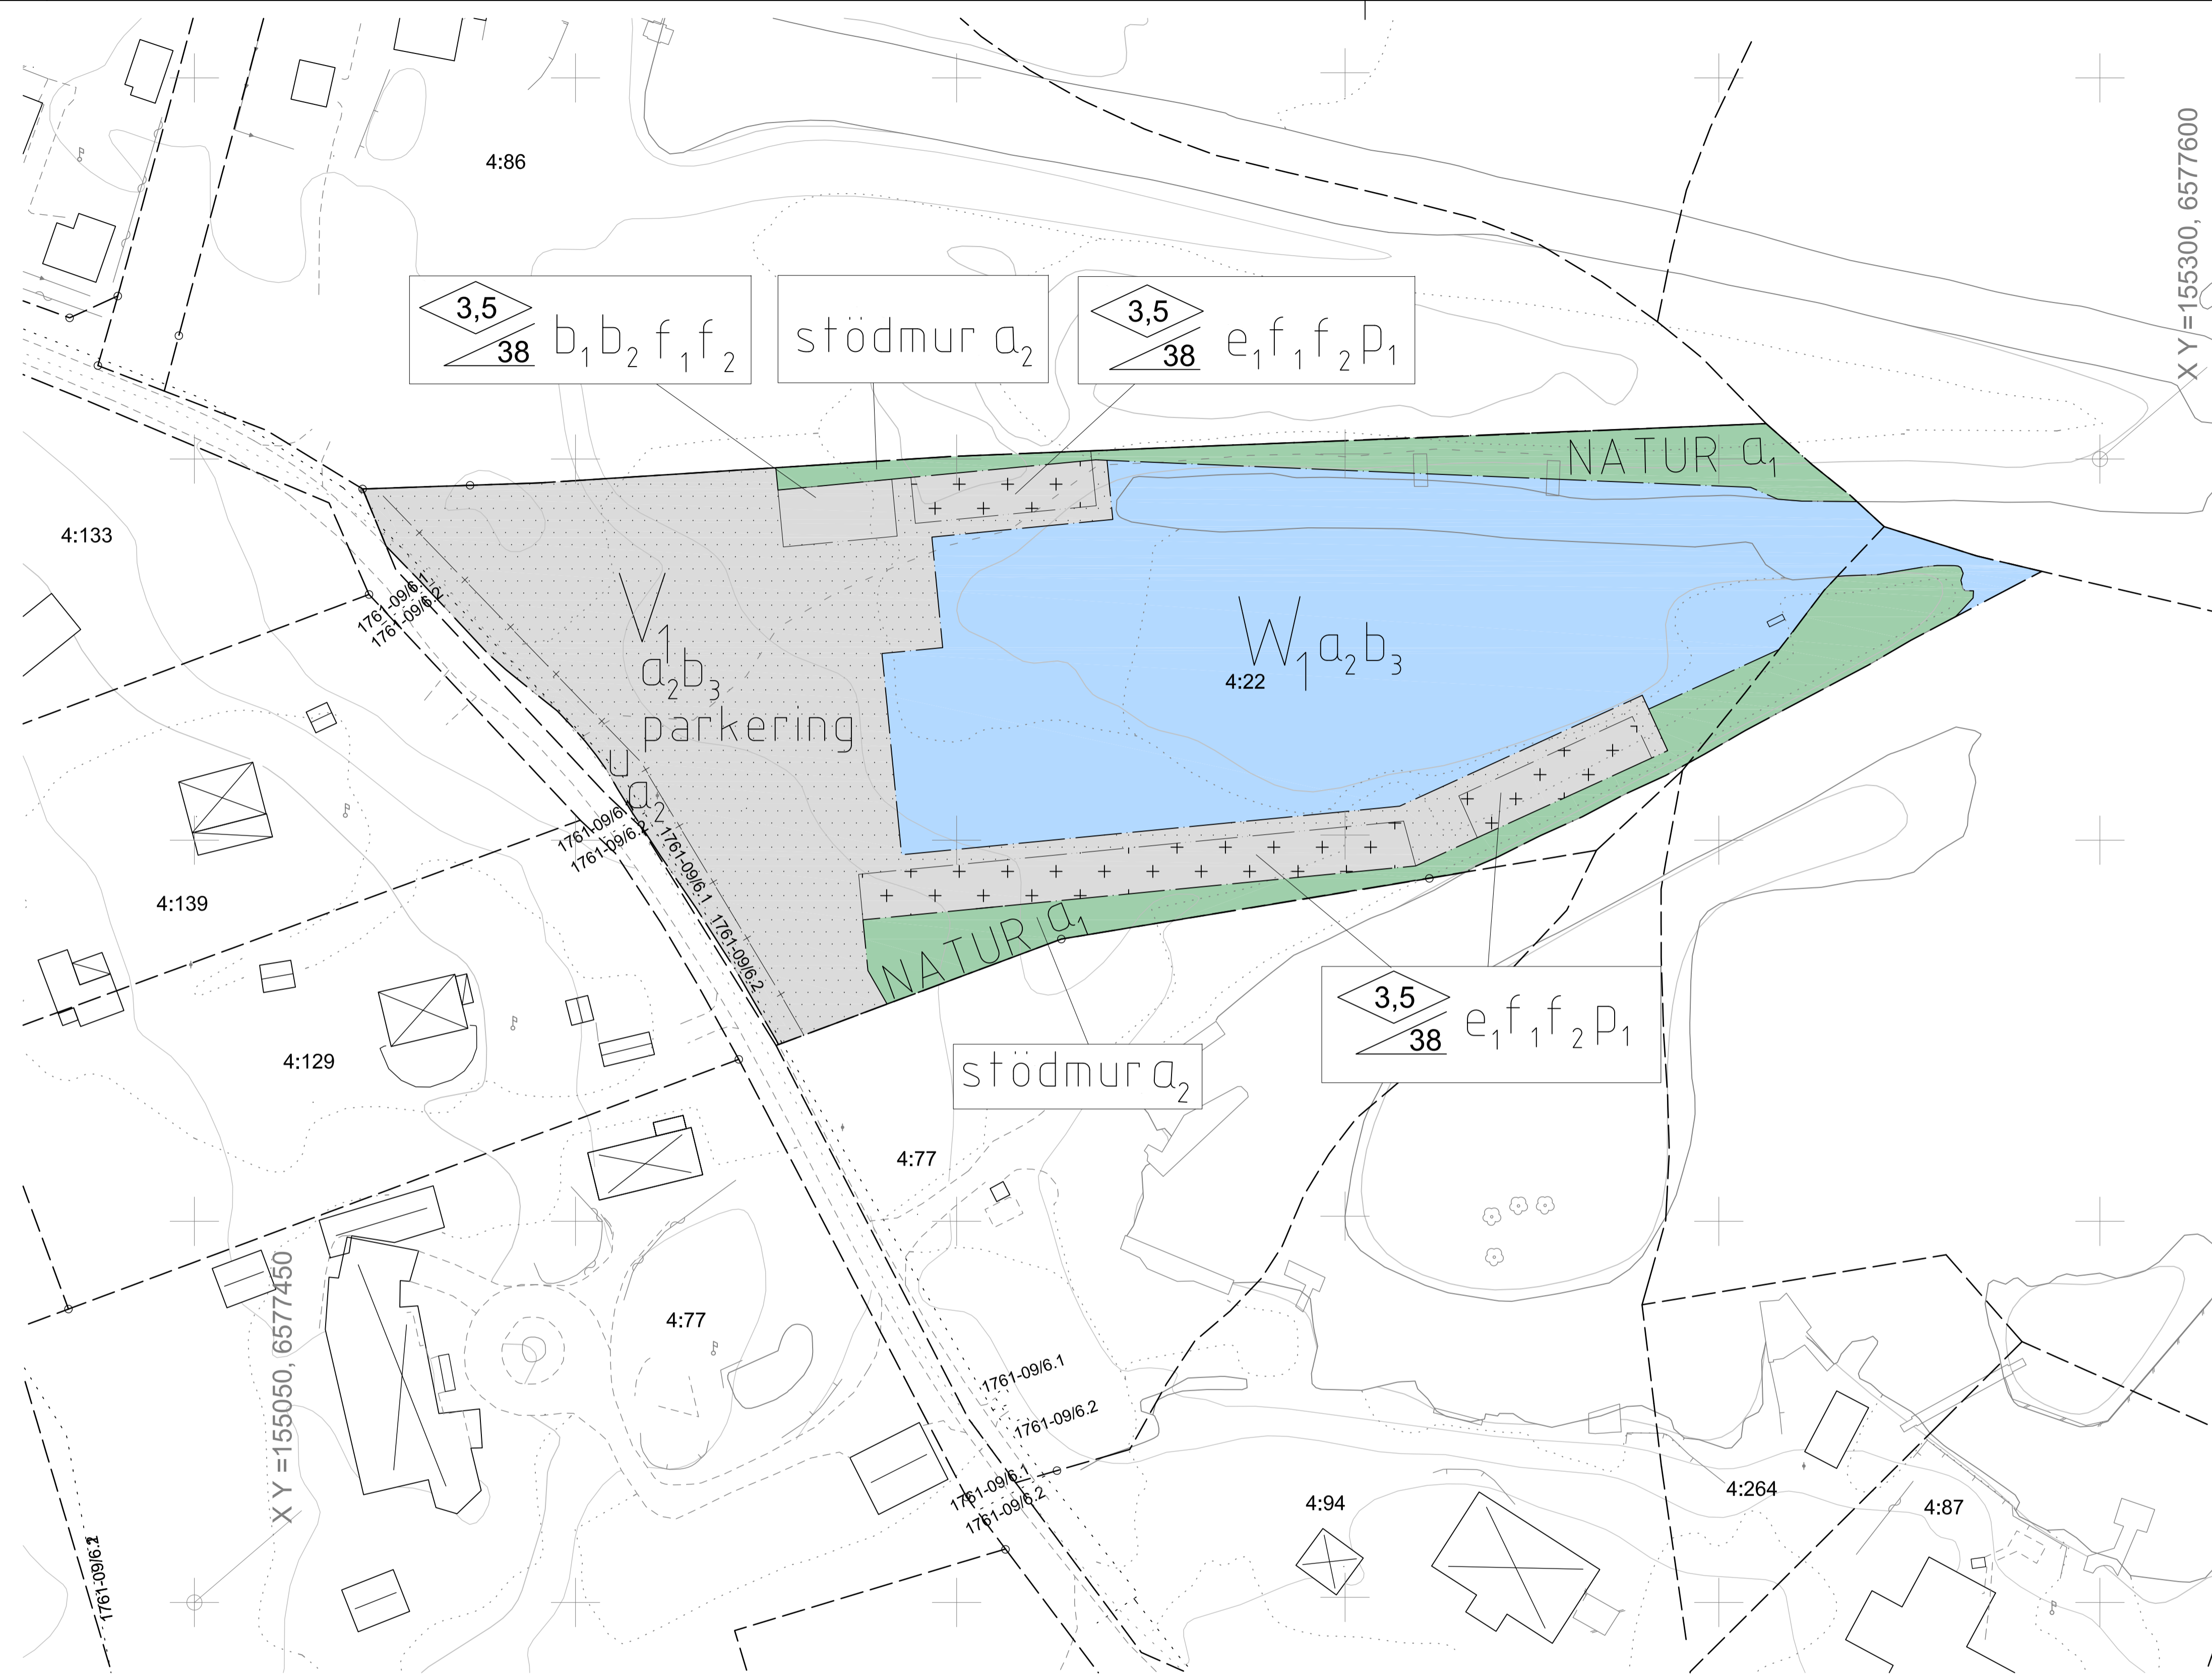 4:86
X Y =155300, 6577600
3,5
38 b₁b₂ f₁f₂
stödmur a₂
3,5
38 e₁f₁f₂p₁
NATUR a₁
4:133
1761-09/6.1
1761-09/6.2
V₁
a₂b₃
parkering
W₁a₂b₃
4:22
u
a₂
1761-09/6.1
1761-09/6.2
1761-09/6.1
1761-09/6.2
4:139
NATUR a₁
3,5
38 e₁f₁f₂p₁
stödmur a₂
4:129
4:77
4:77
X Y =155050, 6577450
1761-09/6.1
1761-09/6.2
1761-09/6.1
1761-09/6.2
4:94
4:264
4:87